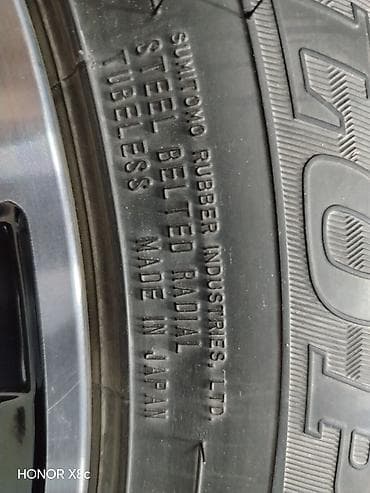 SUMITOMO RUBBER INDUSTRIES, LTD.
STEEL BELTED RADIAL
TUBELESS MADE IN JAPAN
HONOR X8c